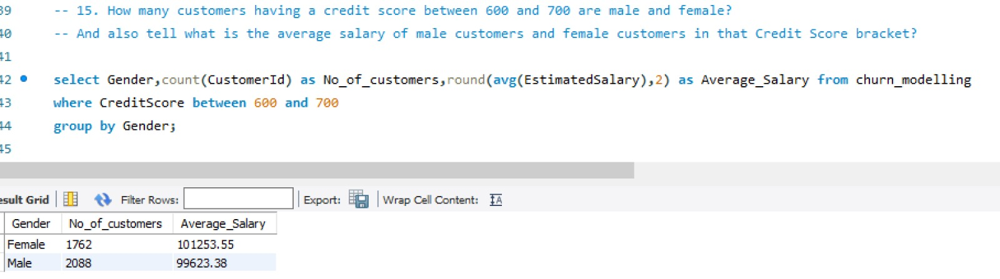 39 -- 15. How many customers having a credit score between 600 and 700 are male and female?
40 -- And also tell what is the average salary of male customers and female customers in that Credit Score bracket?
41
42 select Gender,count(CustomerId) as No_of_customers,round(avg(EstimatedSalary),2) as Average_Salary from churn_modelling
43 where CreditScore between 600 and 700
44 group by Gender;
45
esult Grid Filter Rows: Export: Wrap Cell Content: IA
Gender No_of_customers Average_Salary
Female 1762 101253.55
Male 2088 99623.38